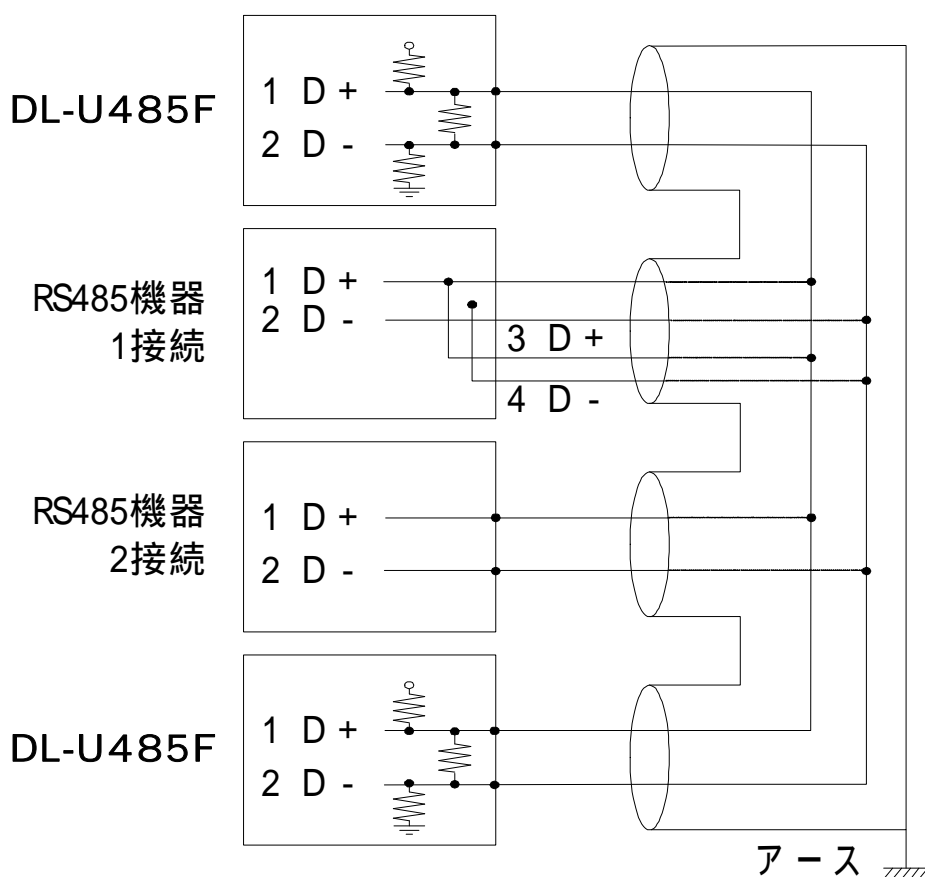 DL-U485F
1 D +
2 D -
RS485機器
1接続
1 D +
2 D -
3 D +
4 D -
RS485機器
2接続
1 D +
2 D -
DL-U485F
1 D +
2 D -
アース